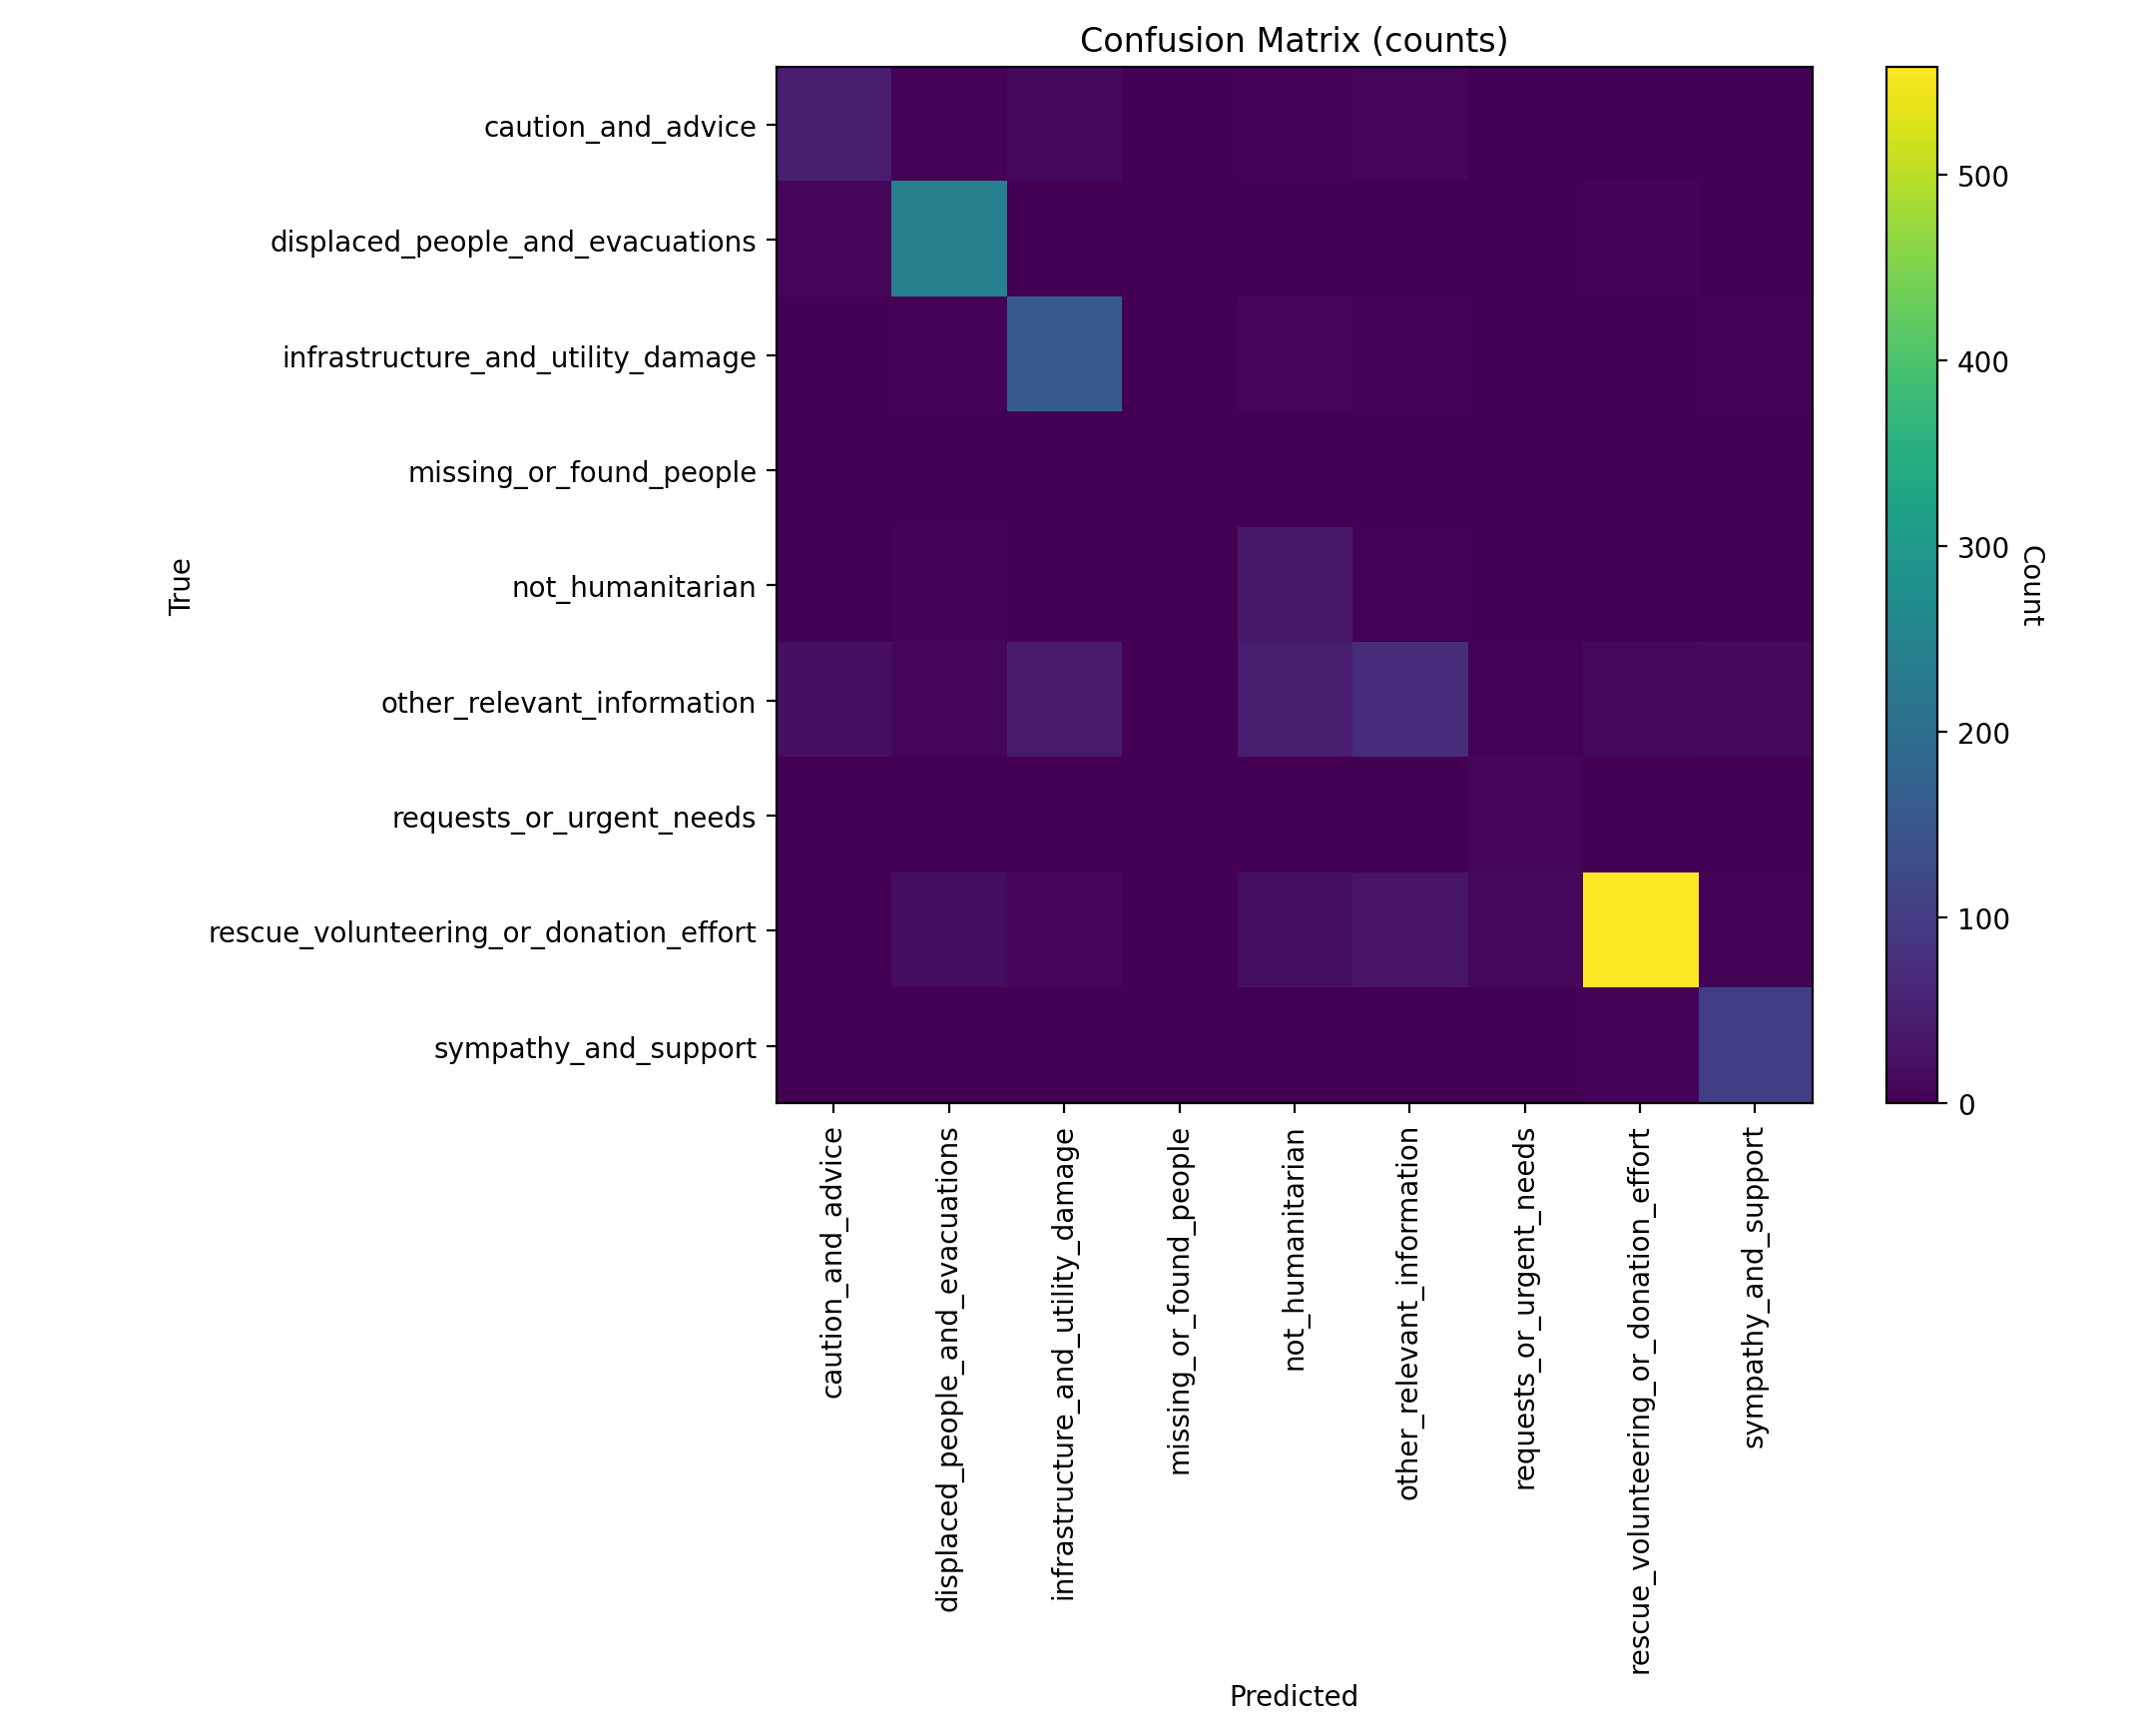 Confusion Matrix (counts)
True
caution_and_advice
displaced_people_and_evacuations
infrastructure_and_utility_damage
missing_or_found_people
not_humanitarian
other_relevant_information
requests_or_urgent_needs
rescue_volunteering_or_donation_effort
sympathy_and_support
caution_and_advice
displaced_people_and_evacuations
infrastructure_and_utility_damage
missing_or_found_people
not_humanitarian
other_relevant_information
requests_or_urgent_needs
rescue_volunteering_or_donation_effort
sympathy_and_support
Predicted
500
400
300
200
100
0
Count